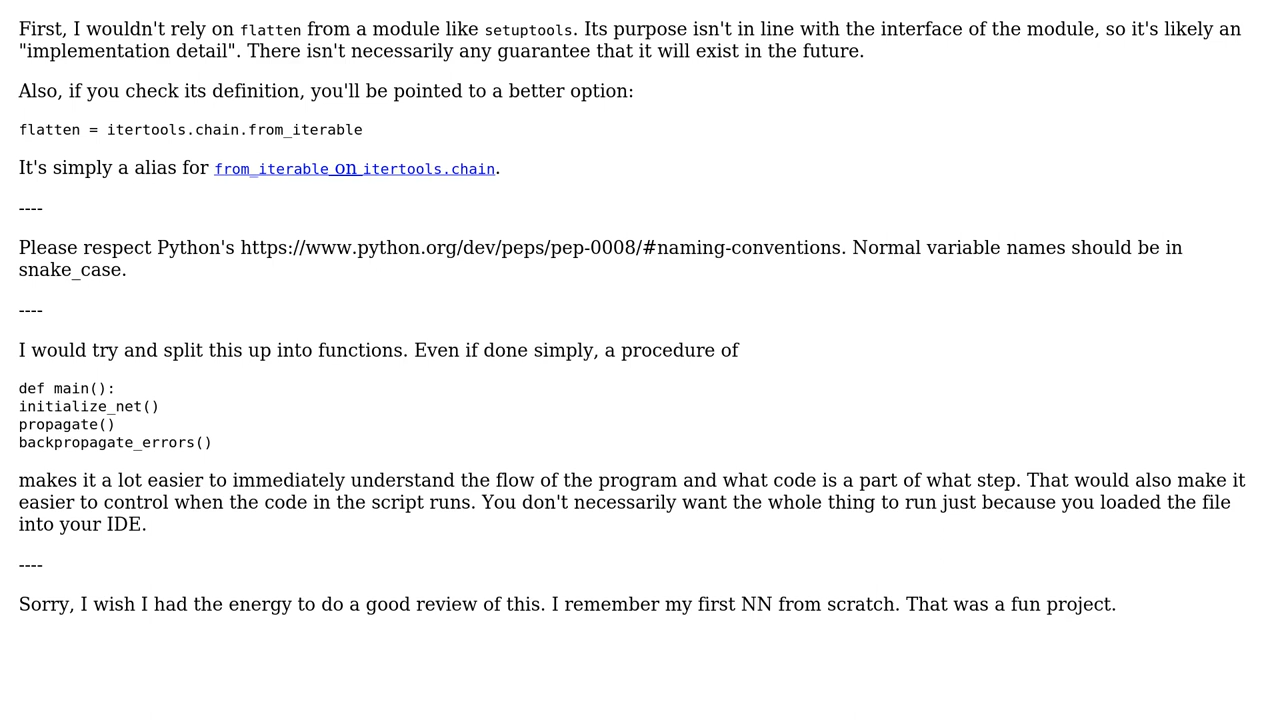 First, I wouldn't rely on flatten from a module like setuptools. Its purpose isn't in line with the interface of the module, so it's likely an
"implementation detail". There isn't necessarily any guarantee that it will exist in the future.
Also, if you check its definition, you'll be pointed to a better option:
flatten = itertools.chain.from_iterable
It's simply a alias for from_iterable on itertools.chain.
----
Please respect Python's https://www.python.org/dev/peps/pep-0008/#naming-conventions. Normal variable names should be in
snake_case.
----
I would try and split this up into functions. Even if done simply, a procedure of
def main():
initialize_net()
propagate()
backpropagate_errors()
makes it a lot easier to immediately understand the flow of the program and what code is a part of what step. That would also make it
easier to control when the code in the script runs. You don't necessarily want the whole thing to run just because you loaded the file
into your IDE.
----
Sorry, I wish I had the energy to do a good review of this. I remember my first NN from scratch. That was a fun project.